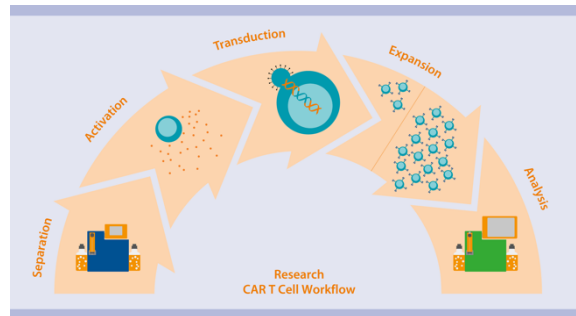 Separation
Activation
Transduction
Expansion
Analysis
Research
CAR T Cell Workflow